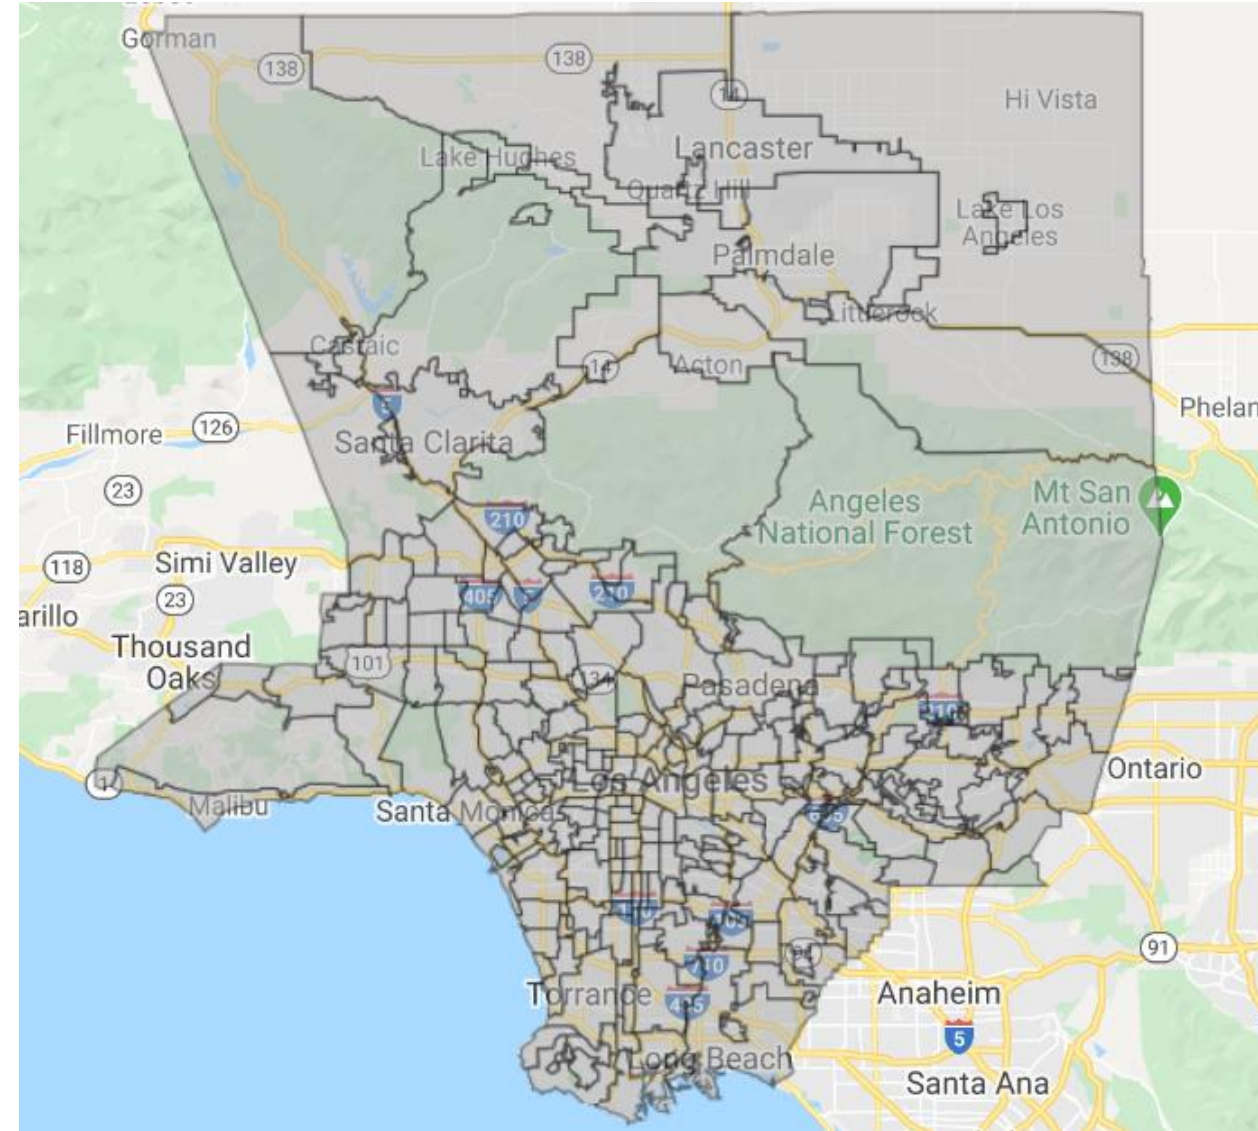 Gorman
138
138
14
Hi Vista
Lancaster
Lake Hughes
Quartz Hill
Lake Los
Angeles
Palmdale
Littlerock
Castaic
14
Acton
138
5
Phelan
Fillmore
126
Santa Clarita
23
Angeles
National Forest
Mt San
Antonio
210
118
Simi Valley
405
5
210
23
arillo
Thousand
Oaks
101
134
Pasadena
210
Ontario
Los Angeles
1
Malibu
Santa Monica
605
710
91
Torrance
405
Anaheim
5
Long Beach
Santa Ana